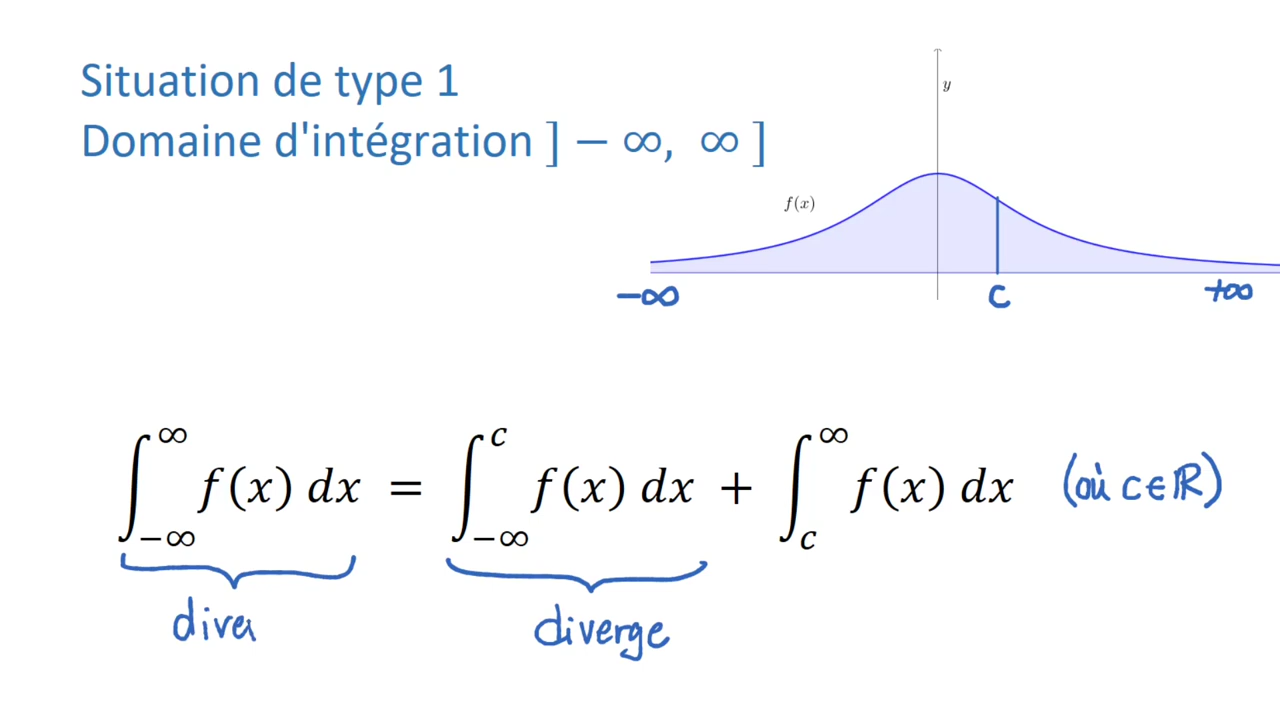 Situation de type 1
Domaine d'intégration ] − ∞, ∞ ]
y
f(x)
−∞ c +∞
∫_{−∞}^{∞} f(x) dx = ∫_{−∞}^{c} f(x) dx + ∫_{c}^{∞} f(x) dx (où c∈ℝ)
diver diverge